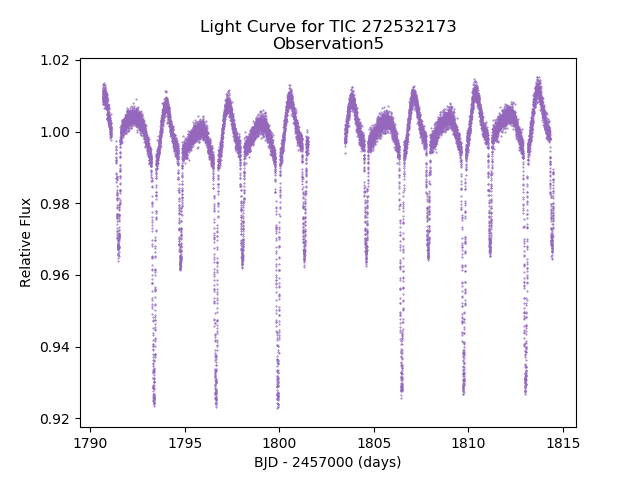 Light Curve for TIC 272532173
Observation5
1.02
1.00
0.98
0.96
0.94
0.92
Relative Flux
1790 1795 1800 1805 1810 1815
BJD - 2457000 (days)